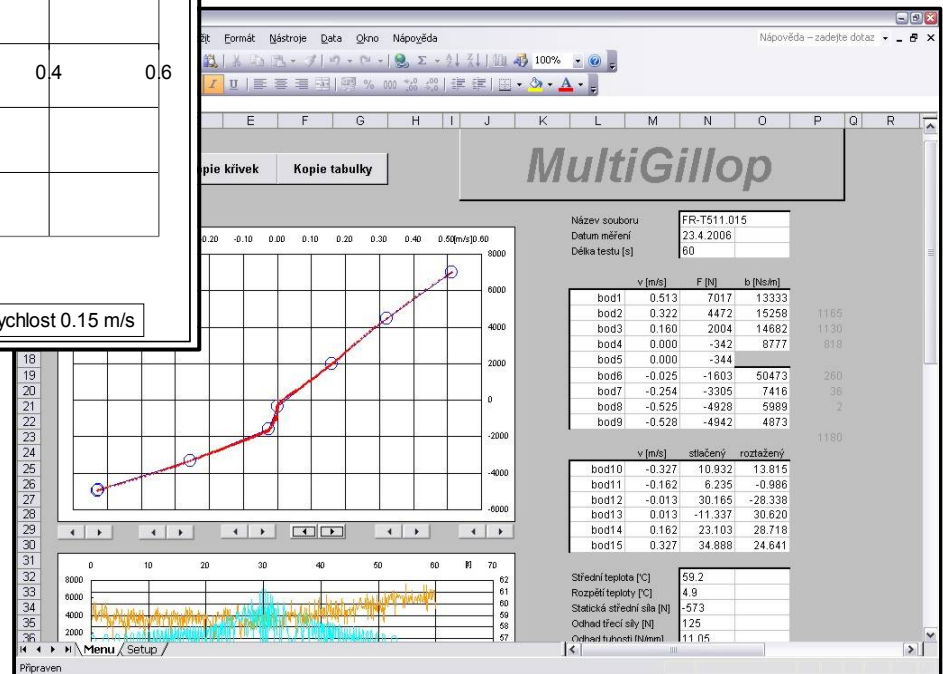 0.4 0.6
ychlost 0.15 m/s
Formát Nástroje Data Okno Nápověda
Nápověda – zadejte dotaz
100%
E F G H I J K L M N O P Q R
pie křivek
Kopie tabulky
MultiGillop
Název souboru FR-T511.015
Datum měření 23.4.2006
Délka testu [s] 60
-0.10 0.00 0.10 0.20 0.30 0.40 0.50 [m/s] 0.60
8000
6000
4000
2000
0
-2000
-4000
-6000
v [m/s] F [N] b [Ns/m]
bod1 0.513 7017 13333
bod2 0.322 4472 15258 1165
bod3 0.160 2004 14682 1130
bod4 0.000 -342 8777 818
bod5 0.000 -344
bod6 -0.025 -1603 50473 260
bod7 -0.254 -3305 7416 36
bod8 -0.525 -4928 5989 2
bod9 -0.528 -4942 4873
1180
v [m/s] stlačený roztažený
bod10 -0.327 10.932 13.815
bod11 -0.162 6.235 -0.986
bod12 -0.013 30.165 -28.338
bod13 0.013 -11.337 30.620
bod14 0.162 23.103 28.718
bod15 0.327 34.888 24.641
18
19
20
21
22
23
24
25
26
27
28
29
30
31
32
33
34
35
36
0 10 20 30 40 50 60 70
8000
6000
4000
2000
62
61
60
59
58
57
Střední teplota [°C] 59.2
Rozpětí teploty [°C] 4.9
Statická střední síla [N] -573
Odhad třecí síly [N] 125
Odhad tuhosti [N/mm] 11.05
Menu Setup
Připraven